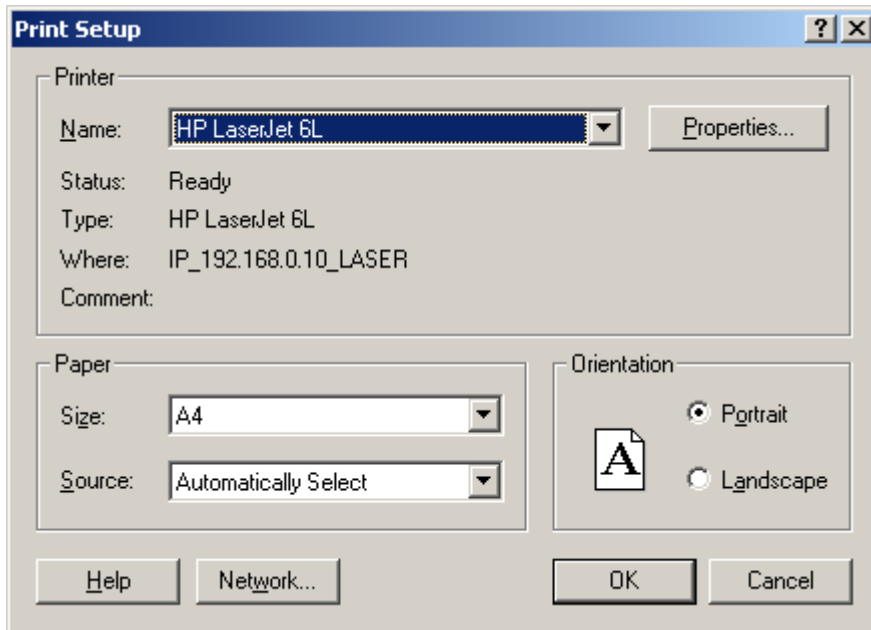 Print Setup
Printer
Name: HP LaserJet 6L Properties...
Status: Ready
Type: HP LaserJet 6L
Where: IP_192.168.0.10_LASER
Comment:
Paper
Size: A4
Source: Automatically Select
Orientation
A
Portrait
Landscape
Help Network... OK Cancel